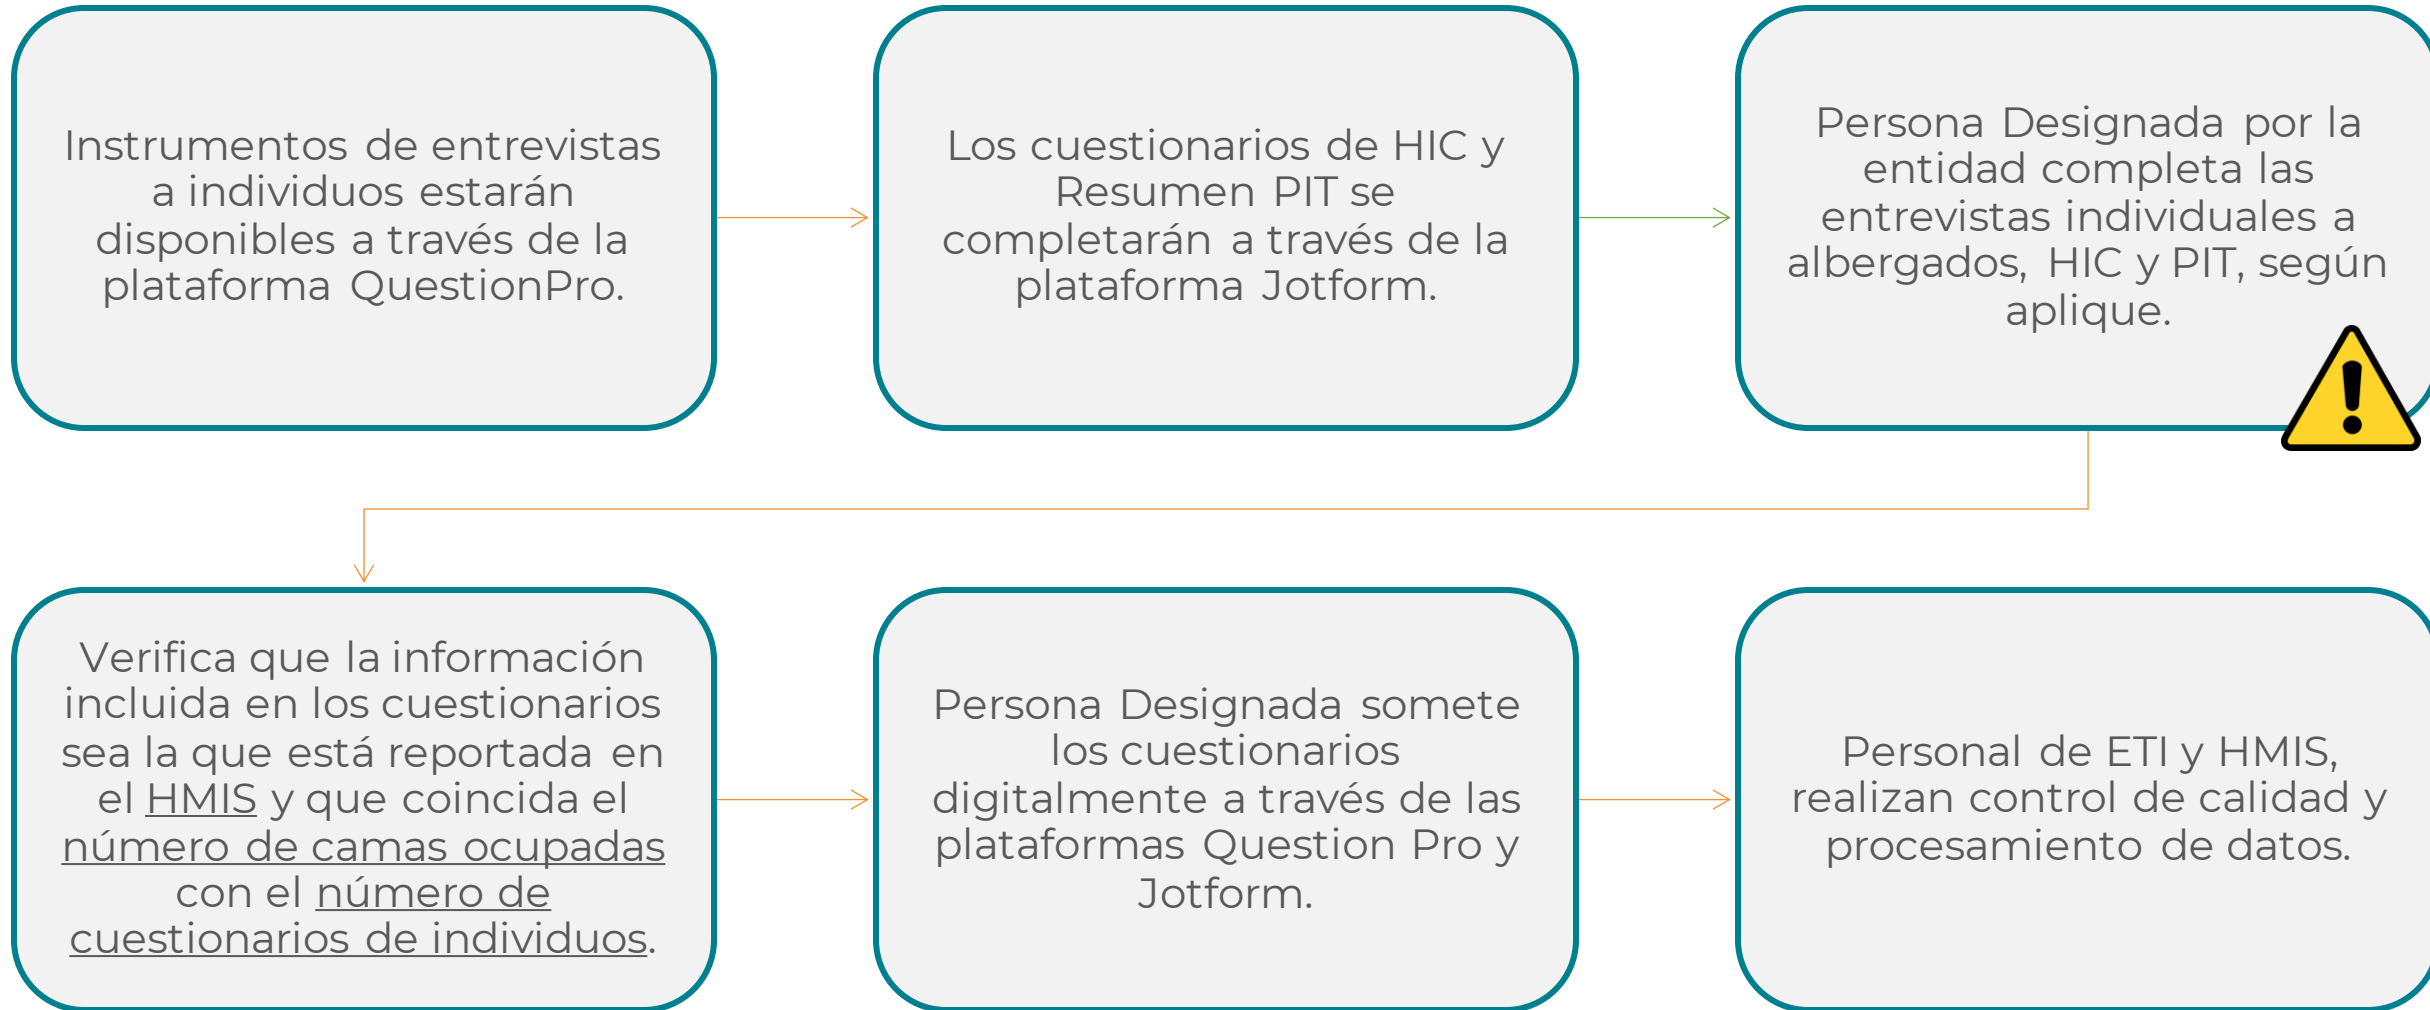 Instrumentos de entrevistas
a individuos estarán
disponibles a través de la
plataforma QuestionPro.
Los cuestionarios de HIC y
Resumen PIT se
completarán a través de la
plataforma Jotform.
Persona Designada por la
entidad completa las
entrevistas individuales a
albergados, HIC y PIT, según
aplique.
Verifica que la información
incluida en los cuestionarios
sea la que está reportada en
el HMIS y que coincida el
número de camas ocupadas
con el número de
cuestionarios de individuos.
Persona Designada somete
los cuestionarios
digitalmente a través de las
plataformas Question Pro y
Jotform.
Personal de ETI y HMIS,
realizan control de calidad y
procesamiento de datos.